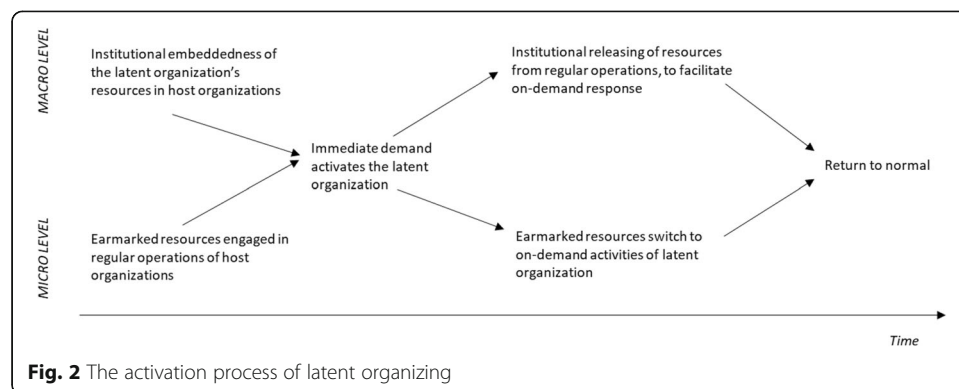 MACRO LEVEL
Institutional embeddedness of
the latent organization's
resources in host organizations
Institutional releasing of resources
from regular operations, to facilitate
on-demand response
Immediate demand
activates the latent
organization
Return to normal
MICRO LEVEL
Earmarked resources engaged in
regular operations of host
organizations
Earmarked resources switch to
on-demand activities of latent
organization
Time
Fig. 2 The activation process of latent organizing